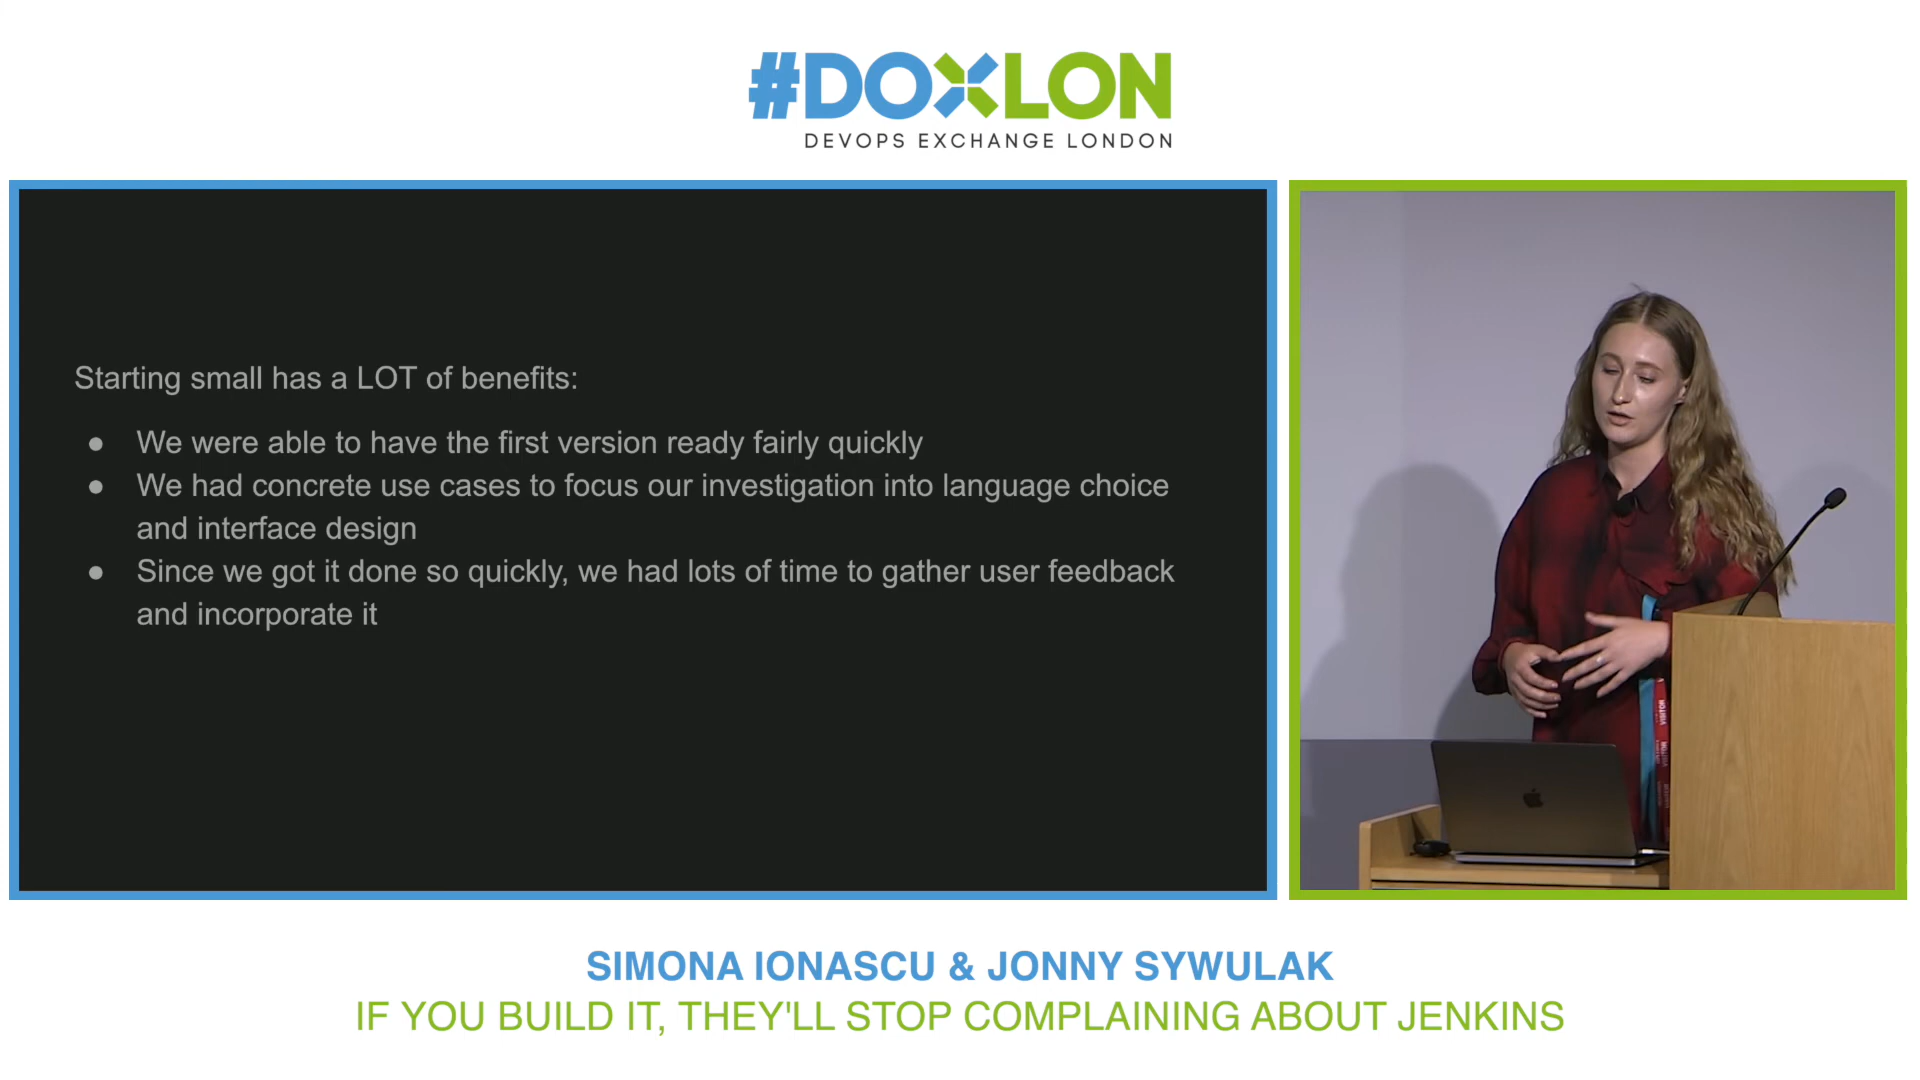 #DOXLON
DEVOPS EXCHANGE LONDON
Starting small has a LOT of benefits:
● We were able to have the first version ready fairly quickly
● We had concrete use cases to focus our investigation into language choice
and interface design
● Since we got it done so quickly, we had lots of time to gather user feedback
and incorporate it
VISITOR
SIMONA IONASCU & JONNY SYWULAK
IF YOU BUILD IT, THEY'LL STOP COMPLAINING ABOUT JENKINS